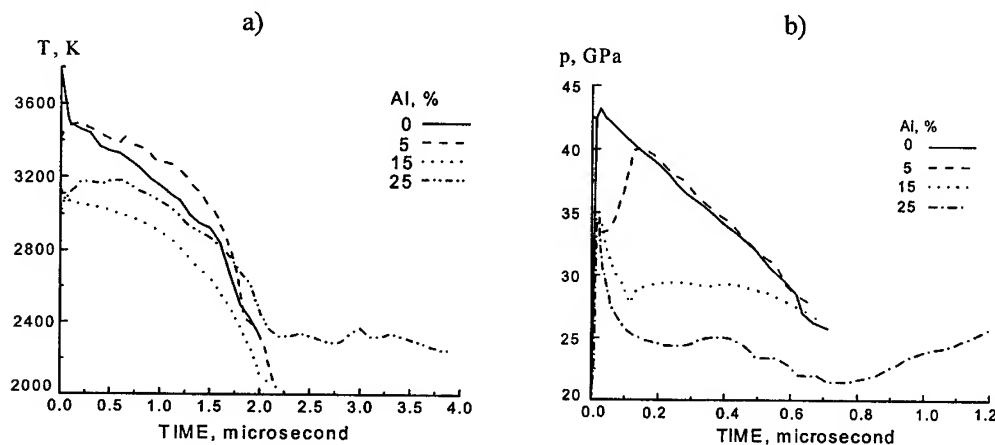 a)
T, K
3600
3200
2800
2400
2000
0.0 0.5 1.0 1.5 2.0 2.5 3.0 3.5 4.0
TIME, microsecond
Al, %
0
5
15
25
b)
p, GPa
45
40
35
30
25
20
0.0 0.2 0.4 0.6 0.8 1.0 1.2
TIME, microsecond
Al, %
0
5
15
25